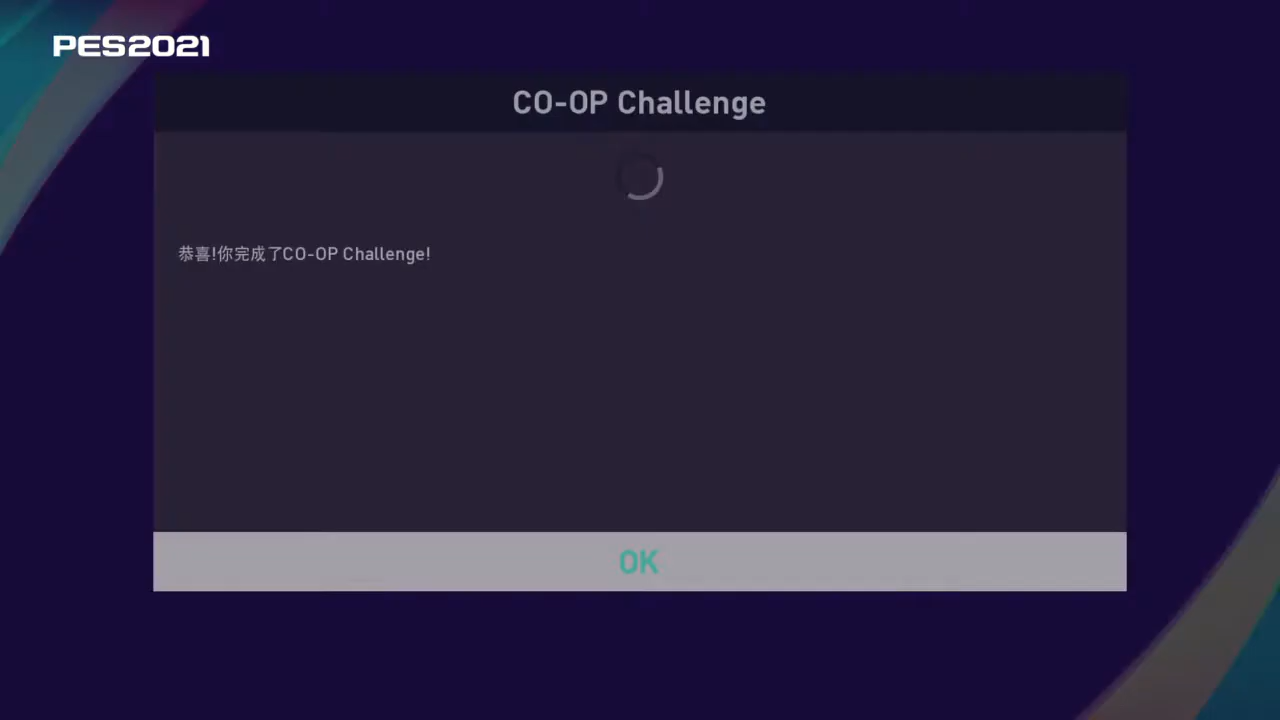 PES2021
CO-OP Challenge
恭喜!你完成了CO-OP Challenge!
OK